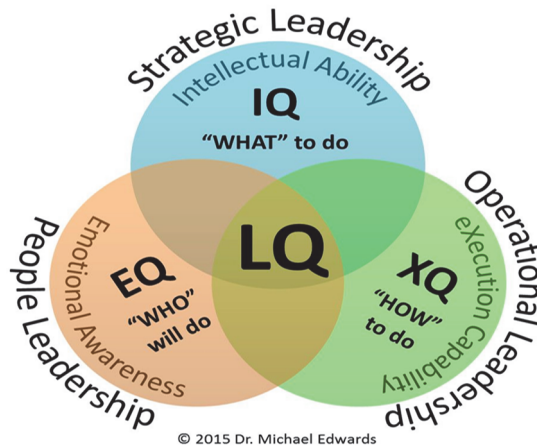 Strategic Leadership
Intellectual Ability
IQ
“WHAT” to do
LQ
People Leadership
Emotional Awareness
EQ
“WHO”
will do
Operational Leadership
eXecution Capability
XQ
“HOW”
to do
© 2015 Dr. Michael Edwards